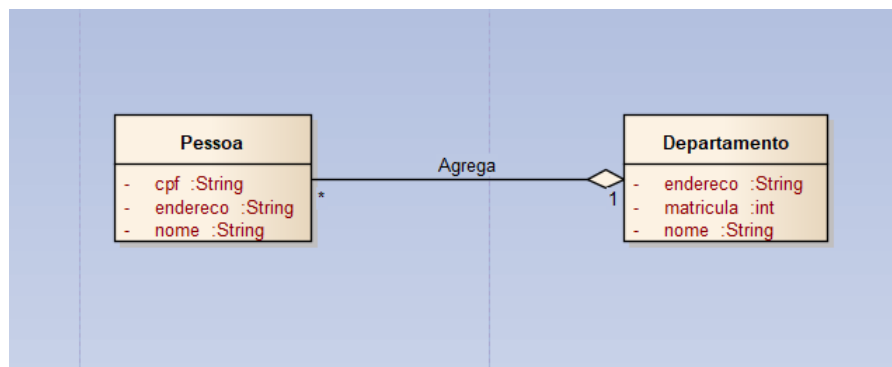 Pessoa
- cpf :String
- endereco :String
- nome :String
Agrega
*
1
Departamento
- endereco :String
- matricula :int
- nome :String